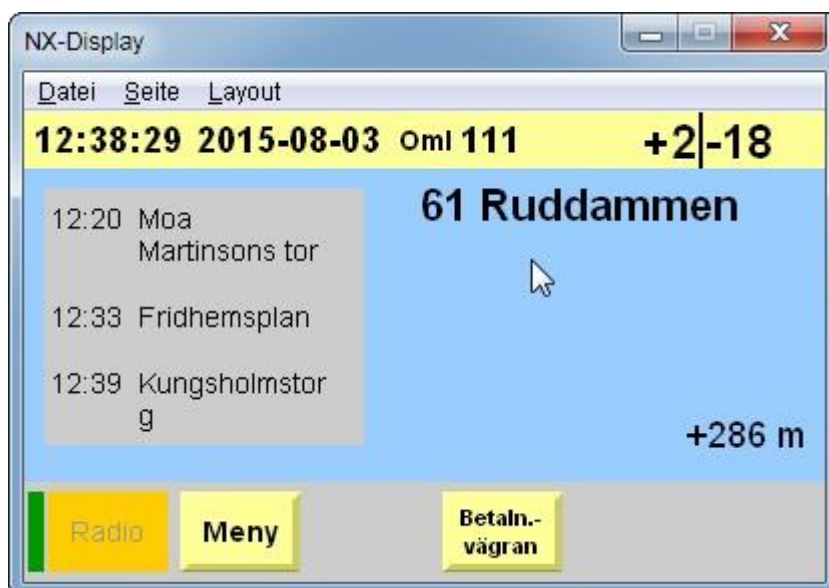 NX-Display
Datei Seite Layout
12:38:29 2015-08-03 Oml 111 +2|-18
61 Ruddammen
12:20 Moa
Martinsons tor
12:33 Fridhemsplan
12:39 Kungsholmstor
g
+286 m
Radio Meny Betaln.-
vägran